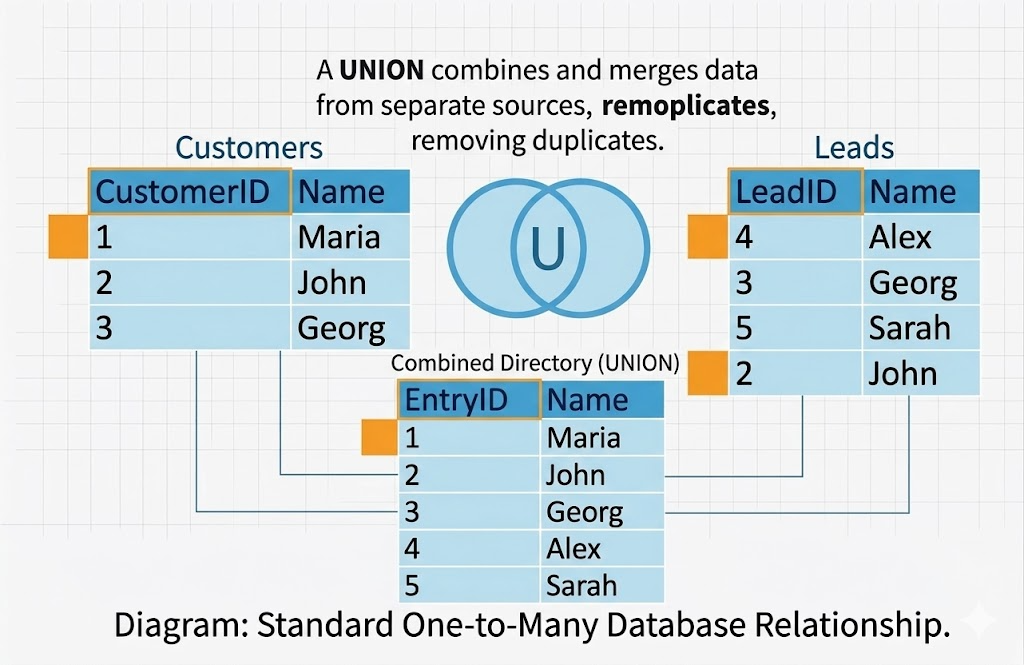 A UNION combines and merges data
from separate sources, remoplicates,
removing duplicates.
Customers
CustomerID Name
1 Maria
2 John
3 Georg
U
Leads
LeadID Name
4 Alex
3 Georg
5 Sarah
2 John
Combined Directory (UNION)
EntryID Name
1 Maria
2 John
3 Georg
4 Alex
5 Sarah
Diagram: Standard One-to-Many Database Relationship.